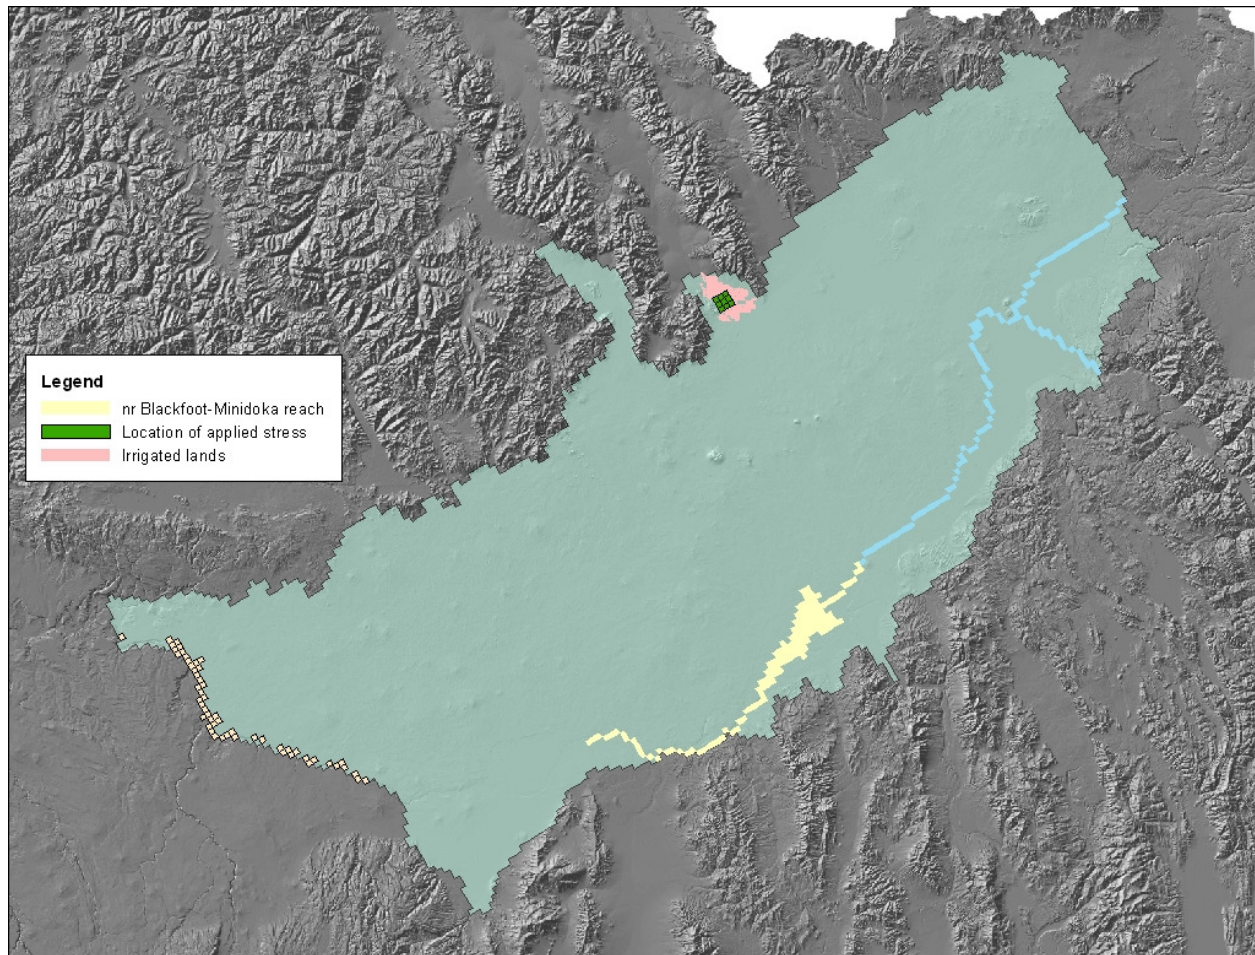 Legend
nr Blackfoot-Minidoka reach
Location of applied stress
Irrigated lands